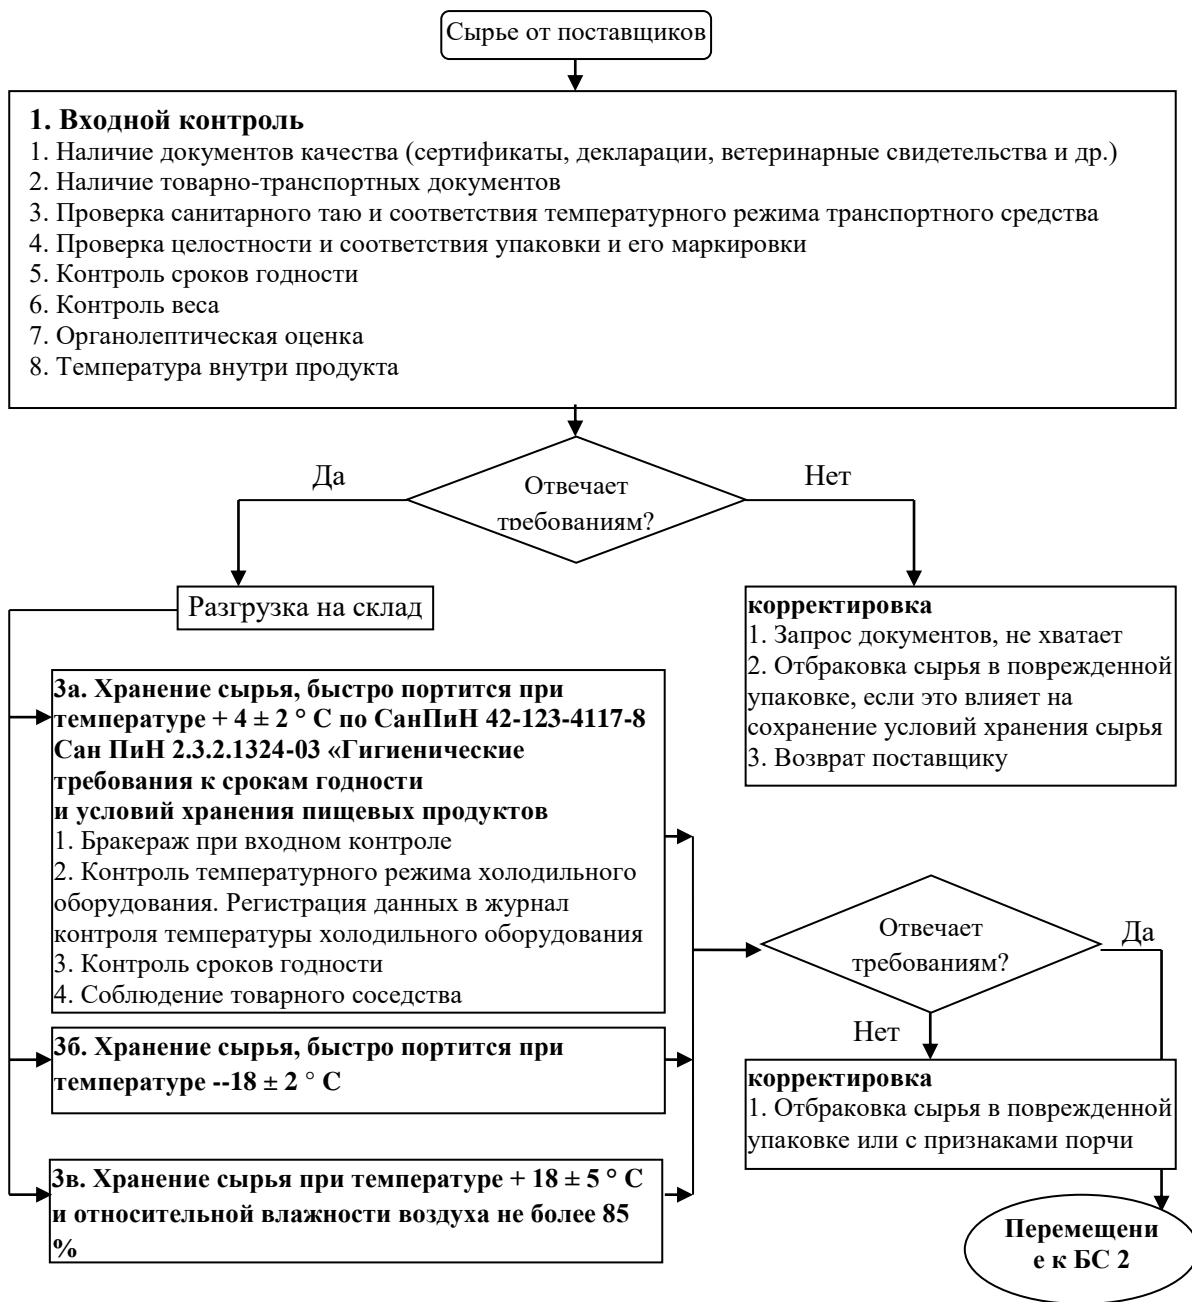 Сырье от поставщиков
1. Входной контроль
1. Наличие документов качества (сертификаты, декларации, ветеринарные свидетельства и др.)
2. Наличие товарно-транспортных документов
3. Проверка санитарного таю и соответствия температурного режима транспортного средства
4. Проверка целостности и соответствия упаковки и его маркировки
5. Контроль сроков годности
6. Контроль веса
7. Органолептическая оценка
8. Температура внутри продукта
Да
Нет
Отвечает
требованиям?
Разгрузка на склад
корректировка
1. Запрос документов, не хватает
2. Отбраковка сырья в поврежденной
упаковке, если это влияет на
сохранение условий хранения сырья
3. Возврат поставщику
3а. Хранение сырья, быстро портится при
температуре + 4 ± 2 ° С по СанПиН 42-123-4117-8
Сан ПиН 2.3.2.1324-03 «Гигиенические
требования к срокам годности
и условий хранения пищевых продуктов
1. Бракераж при входном контроле
2. Контроль температурного режима холодильного
оборудования. Регистрация данных в журнал
контроля температуры холодильного оборудования
3. Контроль сроков годности
4. Соблюдение товарного соседства
Отвечает
требованиям?
Да
Нет
3б. Хранение сырья, быстро портится при
температуре --18 ± 2 ° С
корректировка
1. Отбраковка сырья в поврежденной
упаковке или с признаками порчи
3в. Хранение сырья при температуре + 18 ± 5 ° С
и относительной влажности воздуха не более 85
%
Перемещени
е к БС 2